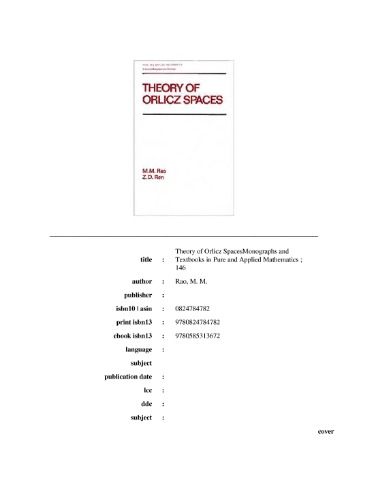 THEORY OF
ORLICZ SPACES
M.M. Rao
Z.D. Ren
title : Theory of Orlicz SpacesMonographs and
Textbooks in Pure and Applied Mathematics ;
146
author : Rao, M. M.
publisher :
isbn10 | asin : 0824784782
print isbn13 : 9780824784782
ebook isbn13 : 9780585313672
language :
subject
publication date :
lcc :
ddc :
subject :
cover